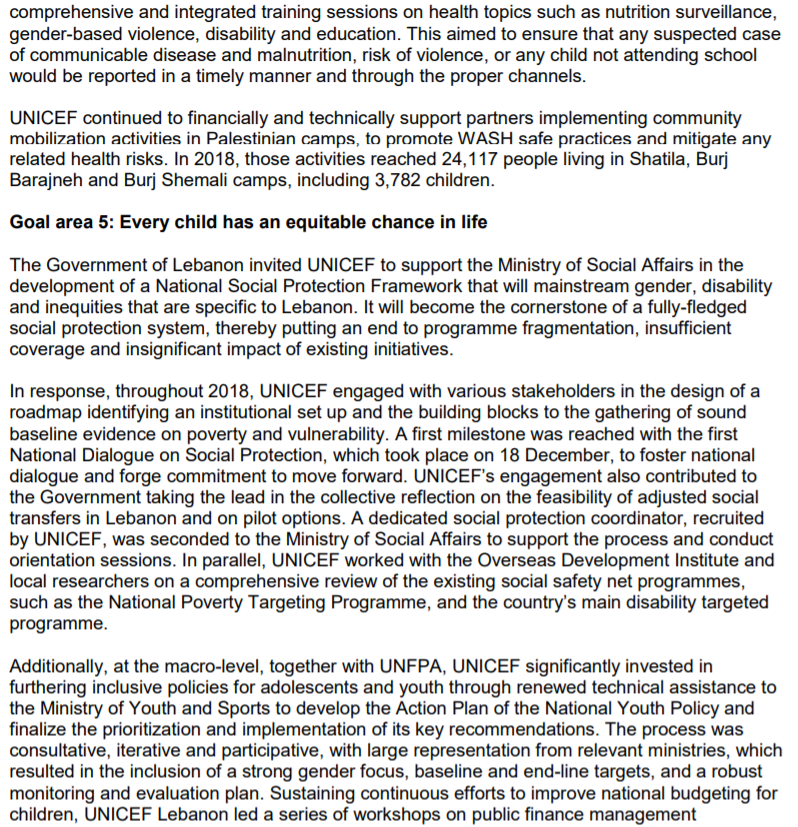 comprehensive and integrated training sessions on health topics such as nutrition surveillance,
gender-based violence, disability and education. This aimed to ensure that any suspected case
of communicable disease and malnutrition, risk of violence, or any child not attending school
would be reported in a timely manner and through the proper channels.
UNICEF continued to financially and technically support partners implementing community
mobilization activities in Palestinian camps, to promote WASH safe practices and mitigate any
related health risks. In 2018, those activities reached 24,117 people living in Shatila, Burj
Barajneh and Burj Shemali camps, including 3,782 children.
Goal area 5: Every child has an equitable chance in life
The Government of Lebanon invited UNICEF to support the Ministry of Social Affairs in the
development of a National Social Protection Framework that will mainstream gender, disability
and inequities that are specific to Lebanon. It will become the cornerstone of a fully-fledged
social protection system, thereby putting an end to programme fragmentation, insufficient
coverage and insignificant impact of existing initiatives.
In response, throughout 2018, UNICEF engaged with various stakeholders in the design of a
roadmap identifying an institutional set up and the building blocks to the gathering of sound
baseline evidence on poverty and vulnerability. A first milestone was reached with the first
National Dialogue on Social Protection, which took place on 18 December, to foster national
dialogue and forge commitment to move forward. UNICEF's engagement also contributed to
the Government taking the lead in the collective reflection on the feasibility of adjusted social
transfers in Lebanon and on pilot options. A dedicated social protection coordinator, recruited
by UNICEF, was seconded to the Ministry of Social Affairs to support the process and conduct
orientation sessions. In parallel, UNICEF worked with the Overseas Development Institute and
local researchers on a comprehensive review of the existing social safety net programmes,
such as the National Poverty Targeting Programme, and the country's main disability targeted
programme.
Additionally, at the macro-level, together with UNFPA, UNICEF significantly invested in
furthering inclusive policies for adolescents and youth through renewed technical assistance to
the Ministry of Youth and Sports to develop the Action Plan of the National Youth Policy and
finalize the prioritization and implementation of its key recommendations. The process was
consultative, iterative and participative, with large representation from relevant ministries, which
resulted in the inclusion of a strong gender focus, baseline and end-line targets, and a robust
monitoring and evaluation plan. Sustaining continuous efforts to improve national budgeting for
children, UNICEF Lebanon led a series of workshops on public finance management